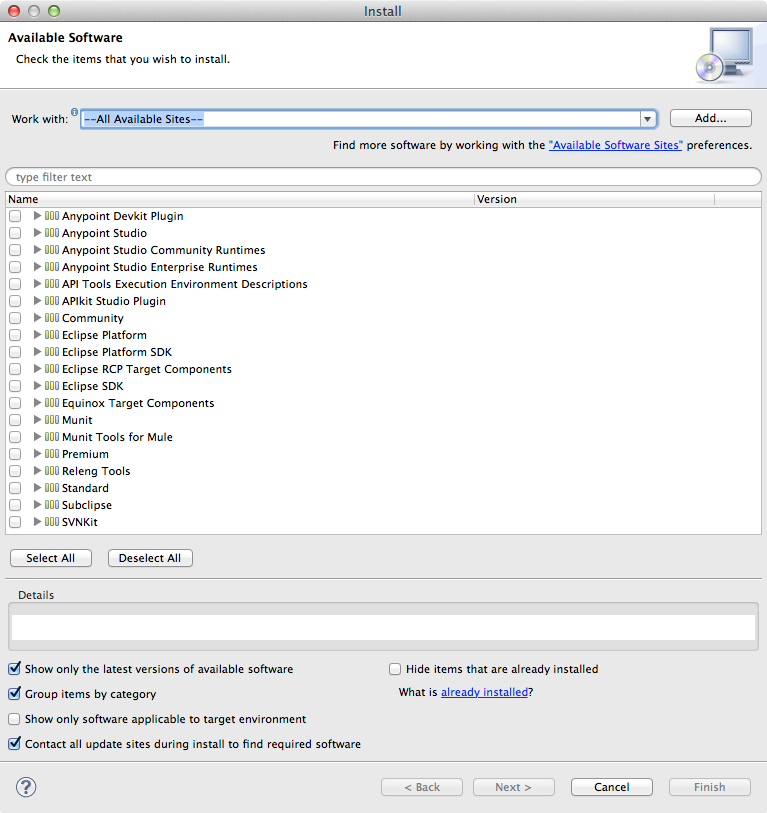 Install
Available Software
Check the items that you wish to install.
Work with: --All Available Sites-- Add...
Find more software by working with the "Available Software Sites" preferences.
type filter text
Name Version
Anypoint Devkit Plugin
Anypoint Studio
Anypoint Studio Community Runtimes
Anypoint Studio Enterprise Runtimes
API Tools Execution Environment Descriptions
APIkit Studio Plugin
Community
Eclipse Platform
Eclipse Platform SDK
Eclipse RCP Target Components
Eclipse SDK
Equinox Target Components
Munit
Munit Tools for Mule
Premium
Releng Tools
Standard
Subclipse
SVNKit
Select All Deselect All
Details
Show only the latest versions of available software Hide items that are already installed
Group items by category What is already installed?
Show only software applicable to target environment
Contact all update sites during install to find required software
? < Back Next > Cancel Finish